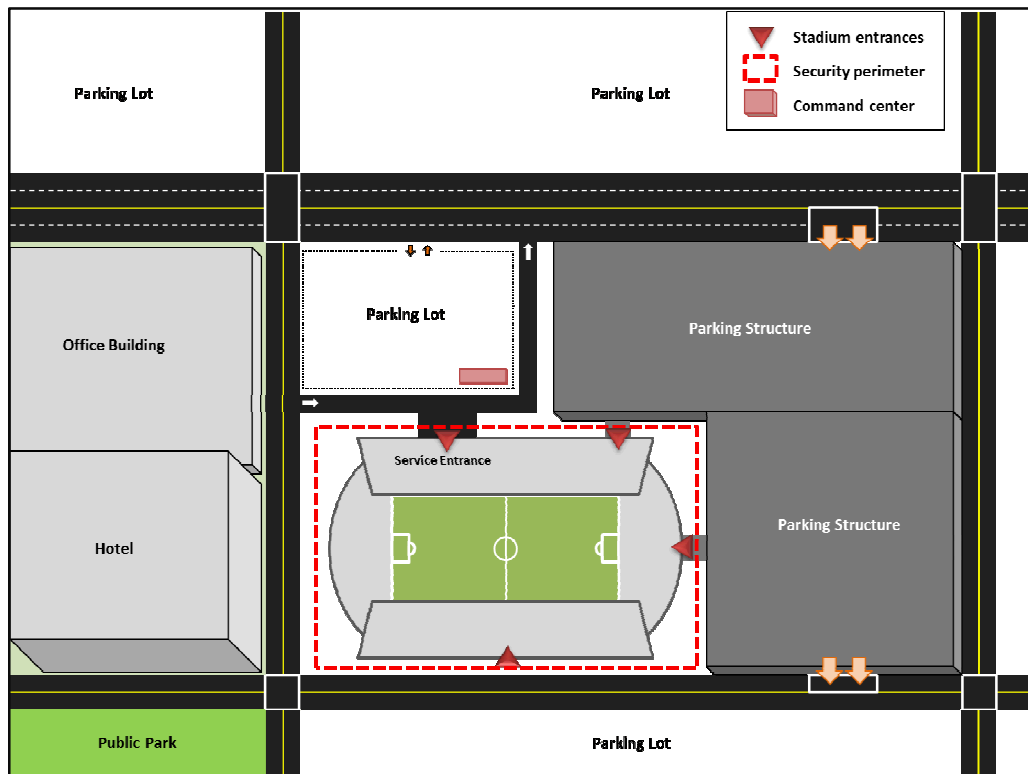 Parking Lot
Parking Lot
Stadium entrances
Security perimeter
Command center
Parking Lot
Parking Structure
Office Building
Service Entrance
Parking Structure
Hotel
Public Park
Parking Lot